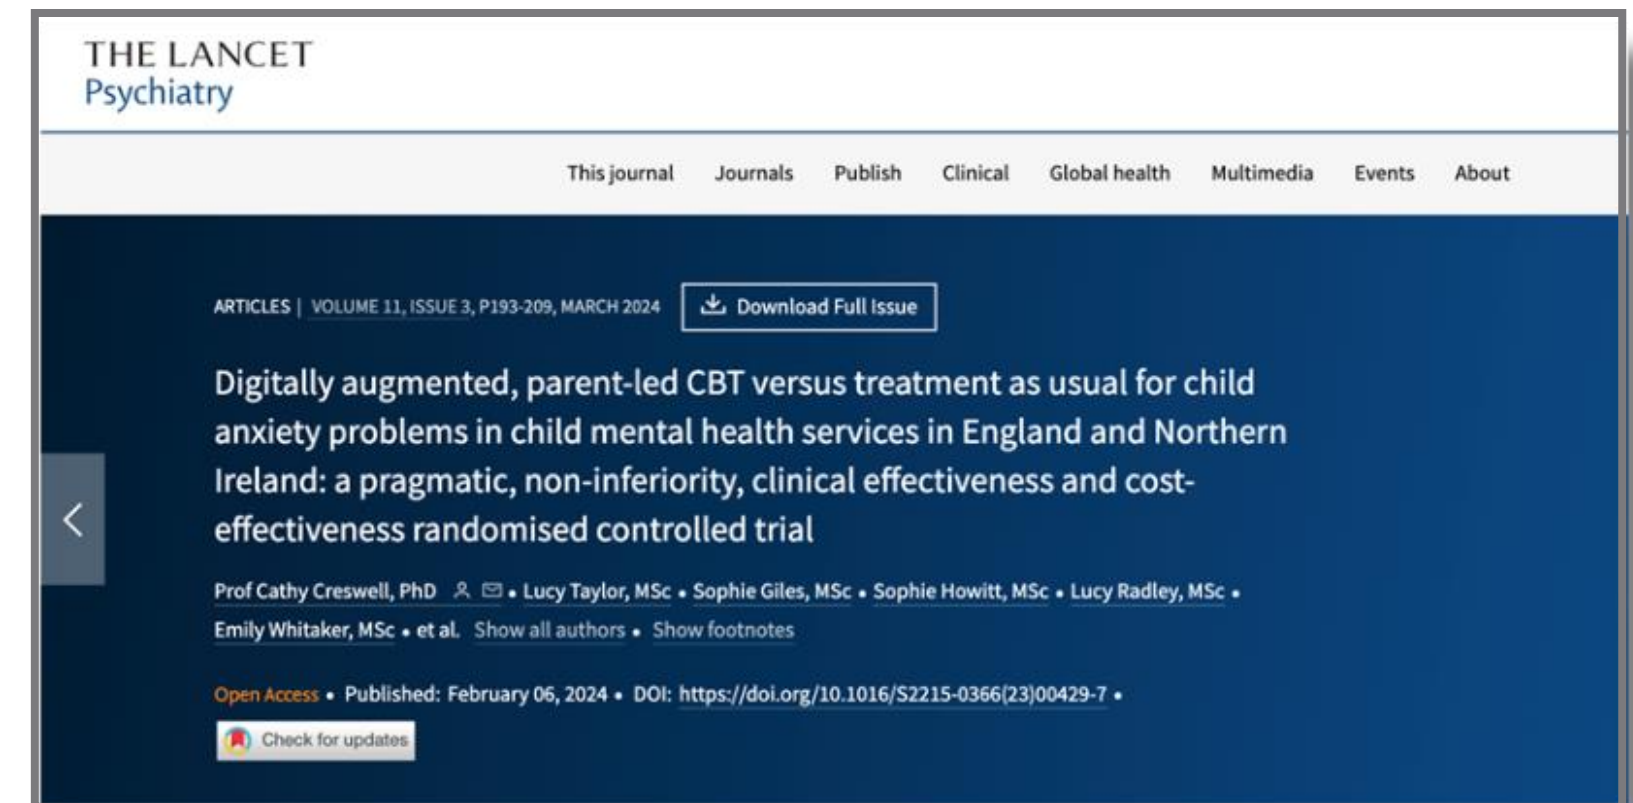 THE LANCET
Psychiatry
This journal Journals Publish Clinical Global health Multimedia Events About
ARTICLES | VOLUME 11, ISSUE 3, P193-209, MARCH 2024 Download Full Issue
Digitally augmented, parent-led CBT versus treatment as usual for child
anxiety problems in child mental health services in England and Northern
Ireland: a pragmatic, non-inferiority, clinical effectiveness and cost-
effectiveness randomised controlled trial
Prof Cathy Creswell, PhD • Lucy Taylor, MSc • Sophie Giles, MSc • Sophie Howitt, MSc • Lucy Radley, MSc •
Emily Whitaker, MSc • et al. Show all authors • Show footnotes
Open Access • Published: February 06, 2024 • DOI: https://doi.org/10.1016/S2215-0366(23)00429-7 •
Check for updates